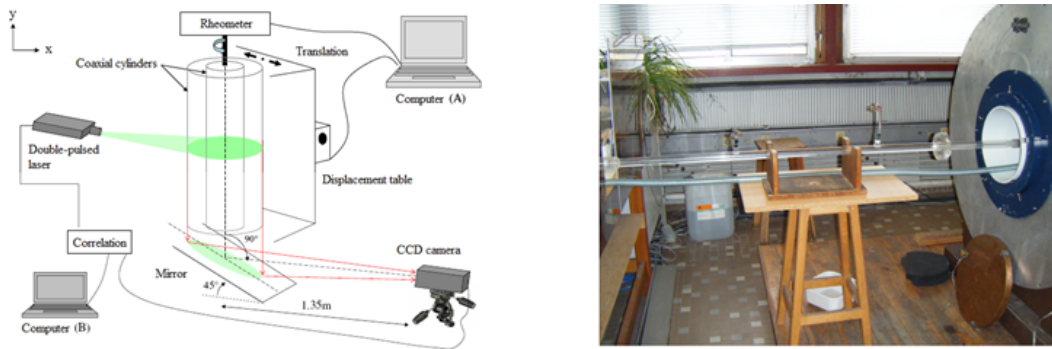 y
x
Rheometer
Translation
Coaxial cylinders
Computer (A)
Double-pulsed
laser
Displacement table
90°
Correlation
CCD camera
Mirror
45°
1.35m
Computer (B)